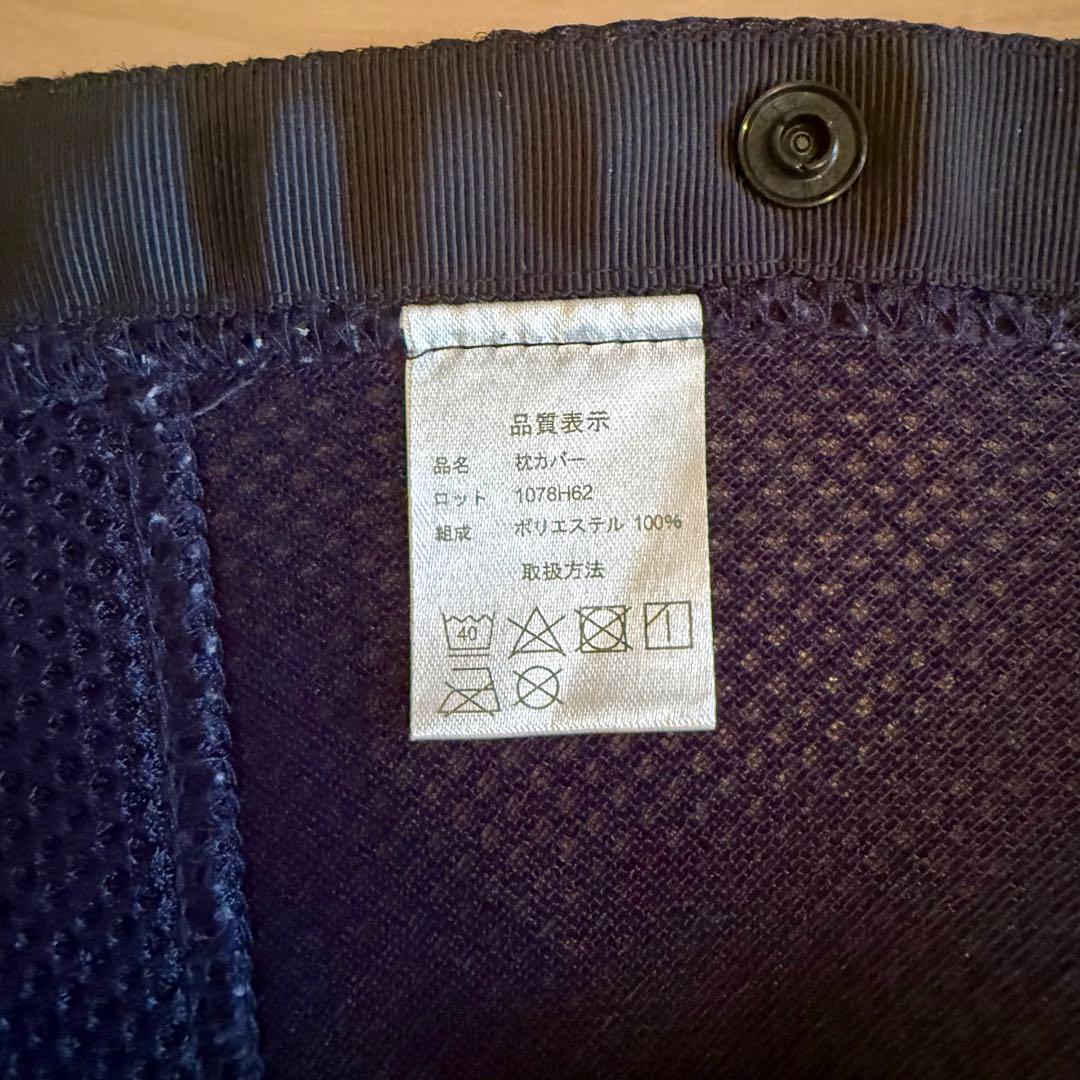 品質表示
品名 枕カバー
ロット 1078H62
組成 ポリエステル 100%
取扱方法
40